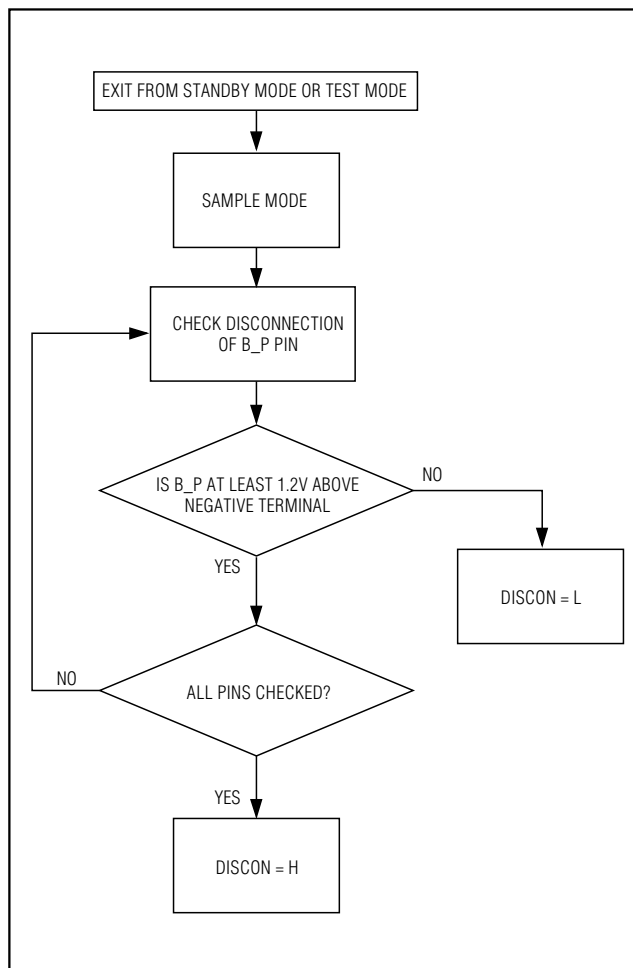 EXIT FROM STANDBY MODE OR TEST MODE
SAMPLE MODE
CHECK DISCONNECTION
OF B_P PIN
IS B_P AT LEAST 1.2V ABOVE
NEGATIVE TERMINAL
NO
YES
DISCON = L
NO
ALL PINS CHECKED?
YES
DISCON = H